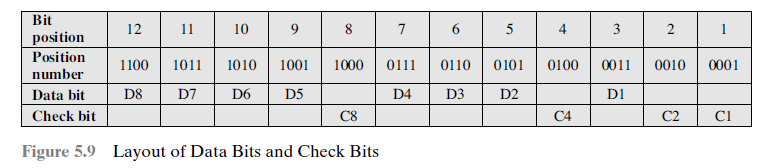 Bit position 12 11 10 9 8 7 6 5 4 3 2 1
Position number 1100 1011 1010 1001 1000 0111 0110 0101 0100 0011 0010 0001
Data bit D8 D7 D6 D5 D4 D3 D2 D1
Check bit C8 C4 C2 C1
Figure 5.9 Layout of Data Bits and Check Bits